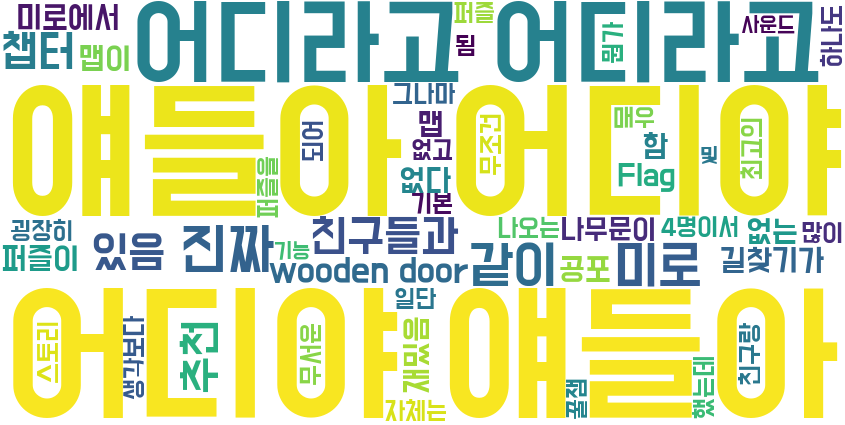 미로에서
퍼즐
챕터
맵이
어디라고
됨
어디라고
뭔가
사운드
하나도
얘들아
어디야
그나마
되어
맵
없고
무조건
매우
함
및
최고의
퍼즐을
없다
기본
Flag
굉장히
퍼즐이
있음
진짜
기능
친구들과
wooden door
같이
나오는
나무문이
4명이서
없는
많이
공포
미로
길찾기가
일단
어디야
얘들아
스토리
생각보다
추천
무서운
재밌음
자체는
꿀잼
했는데
친구랑